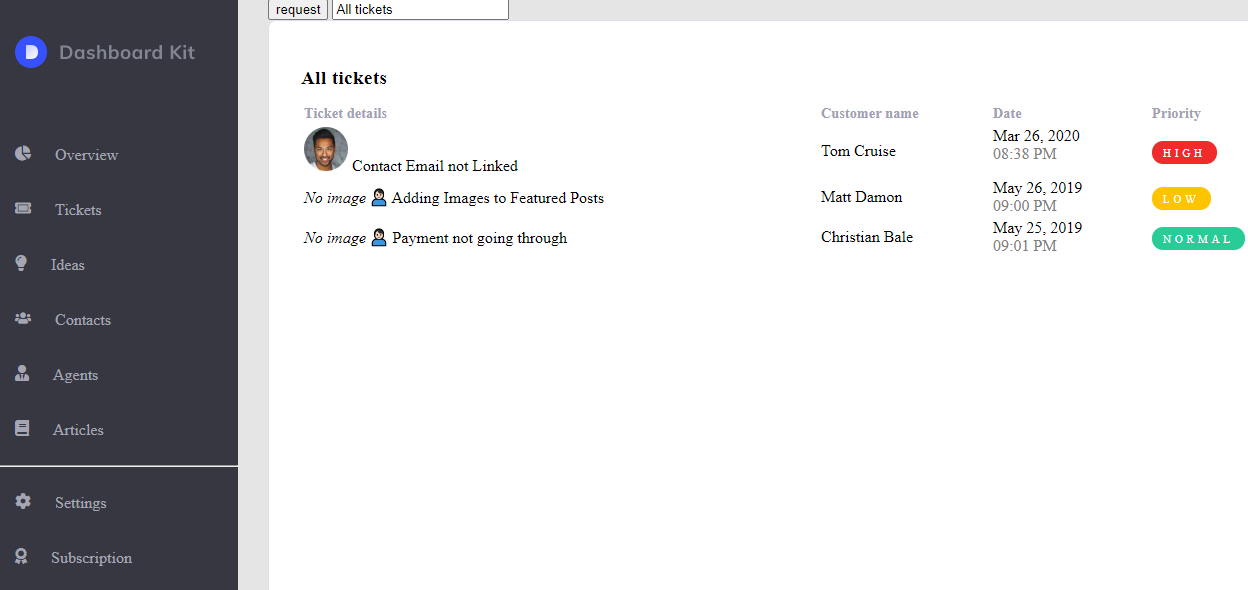 request All tickets
Dashboard Kit
All tickets
Ticket details Customer name Date Priority
Contact Email not Linked Tom Cruise Mar 26, 2020 HIGH
08:38 PM
No image Adding Images to Featured Posts Matt Damon May 26, 2019 LOW
09:00 PM
No image Payment not going through Christian Bale May 25, 2019 NORMAL
09:01 PM
Overview
Tickets
Ideas
Contacts
Agents
Articles
Settings
Subscription